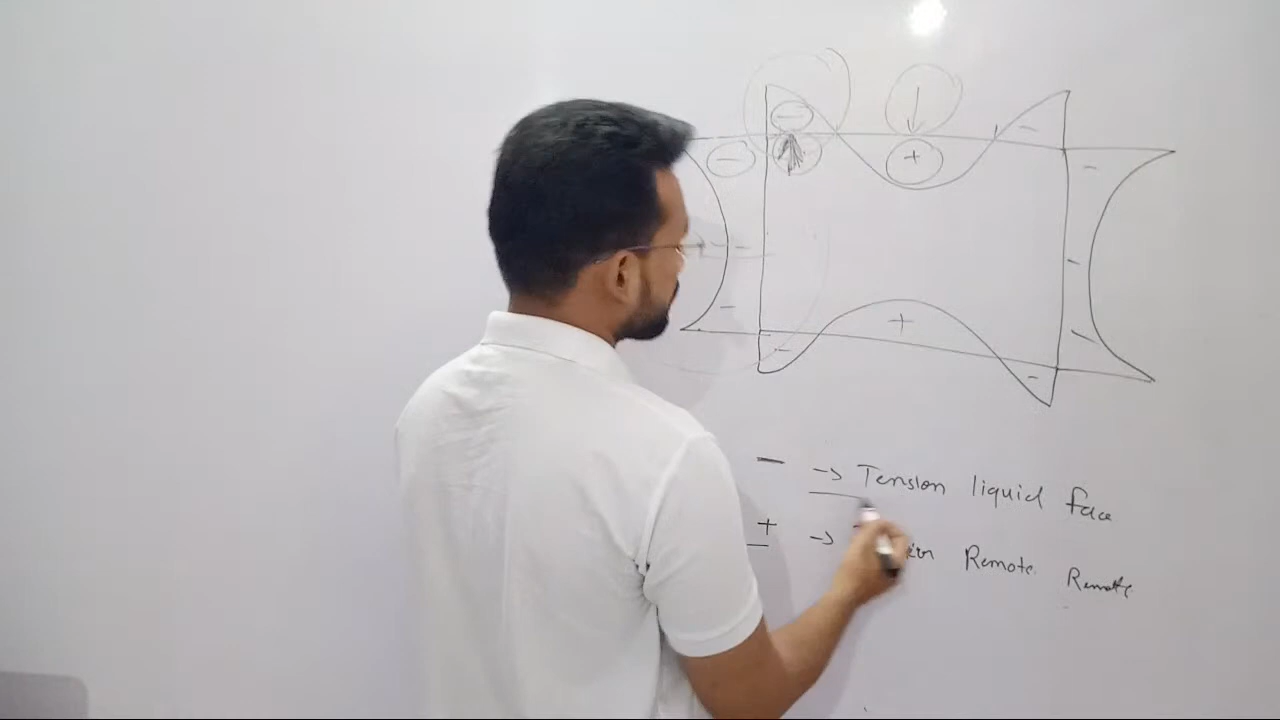 - - + -
- - - -
+
- - - -
- → Tension liquid face
+ → Remote Remote